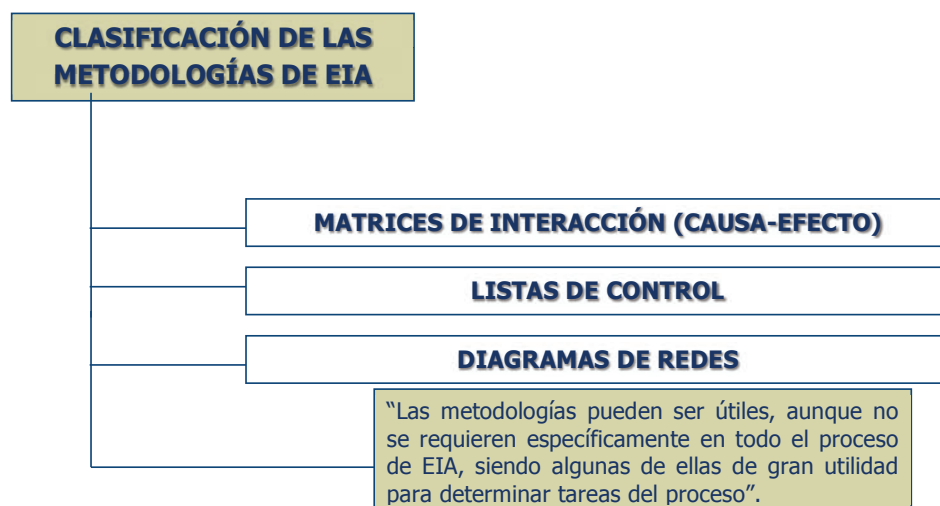 CLASIFICACIÓN DE LAS
METODOLOGÍAS DE EIA
MATRICES DE INTERACCIÓN (CAUSA-EFECTO)
LISTAS DE CONTROL
DIAGRAMAS DE REDES
“Las metodologías pueden ser útiles, aunque no
se requieren específicamente en todo el proceso
de EIA, siendo algunas de ellas de gran utilidad
para determinar tareas del proceso”.